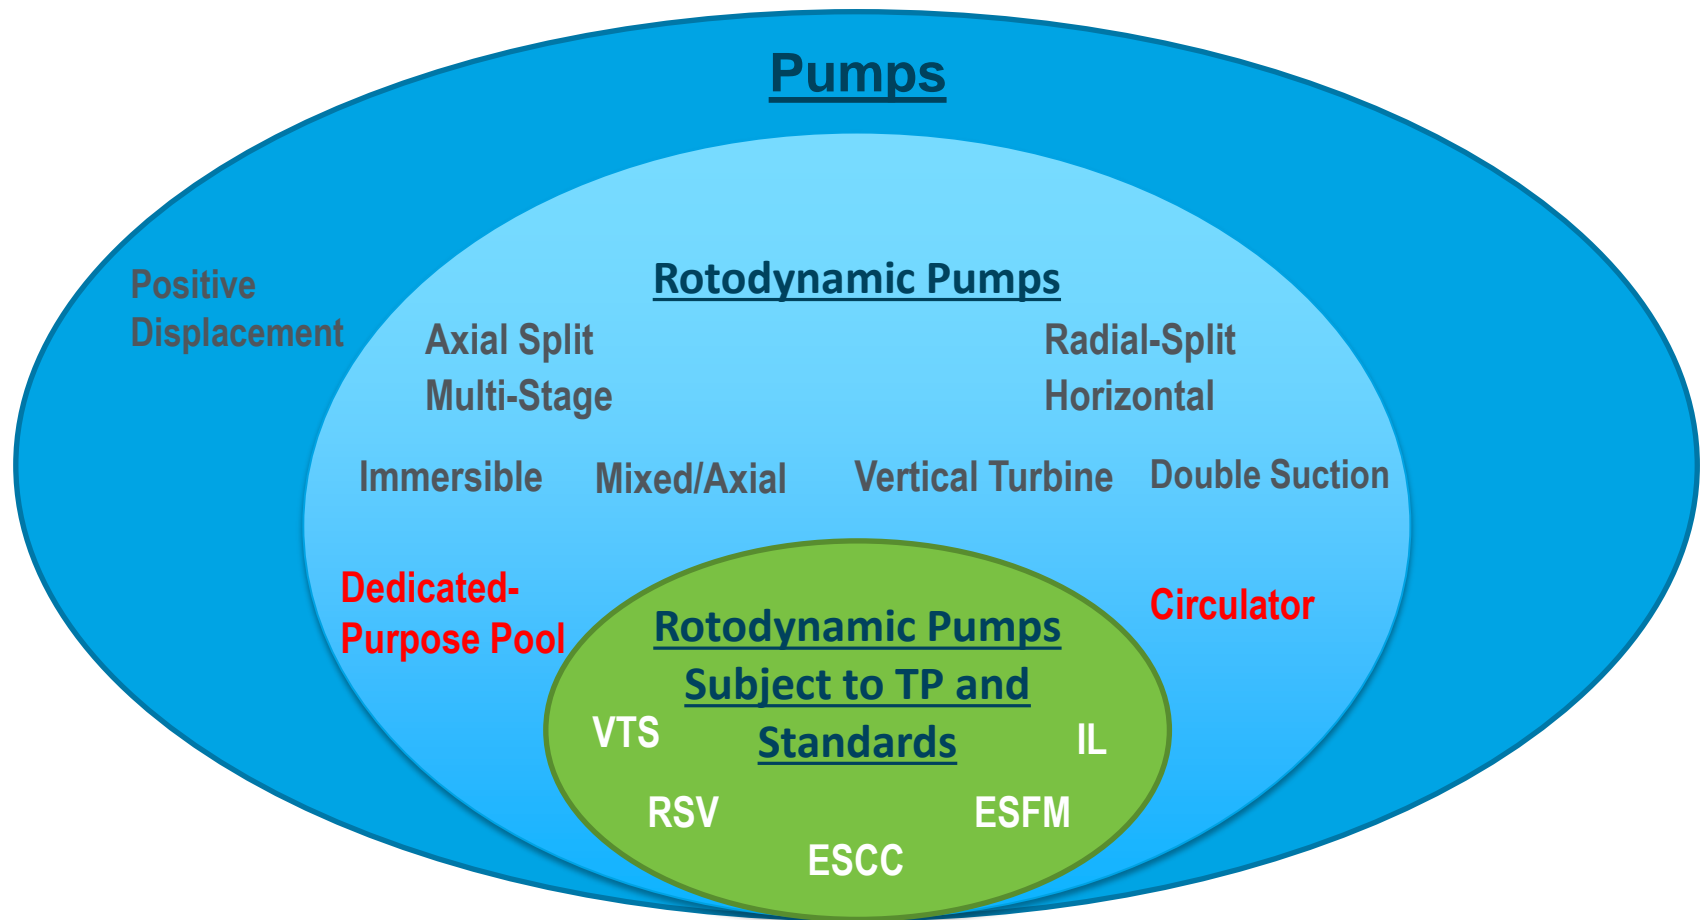 Pumps
Positive
Displacement
Rotodynamic Pumps
Axial Split
Multi-Stage
Radial-Split
Horizontal
Immersible
Mixed/Axial
Vertical Turbine
Double Suction
Dedicated-
Purpose Pool
Circulator
Rotodynamic Pumps
Subject to TP and
Standards
VTS
IL
RSV
ESFM
ESCC